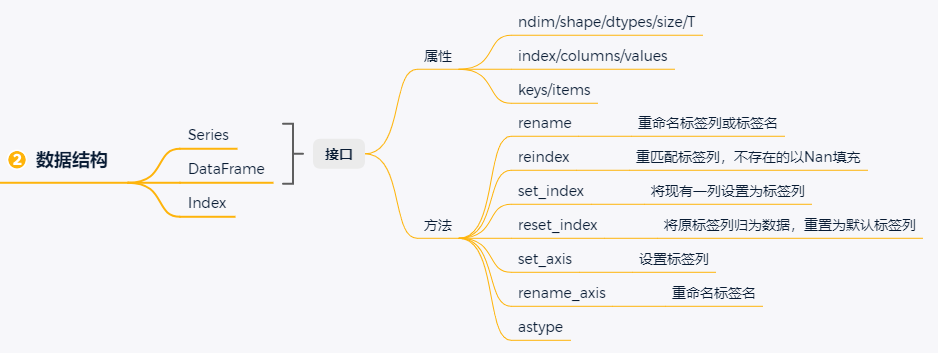 2 数据结构
Series
DataFrame
Index
接口
属性
ndim/shape/dtypes/size/T
index/columns/values
keys/items
方法
rename 重命名标签列或标签名
reindex 重匹配标签列，不存在的以Nan填充
set_index 将现有一列设置为标签列
reset_index 将原标签列归为数据，重置为默认标签列
set_axis 设置标签列
rename_axis 重命名标签名
astype